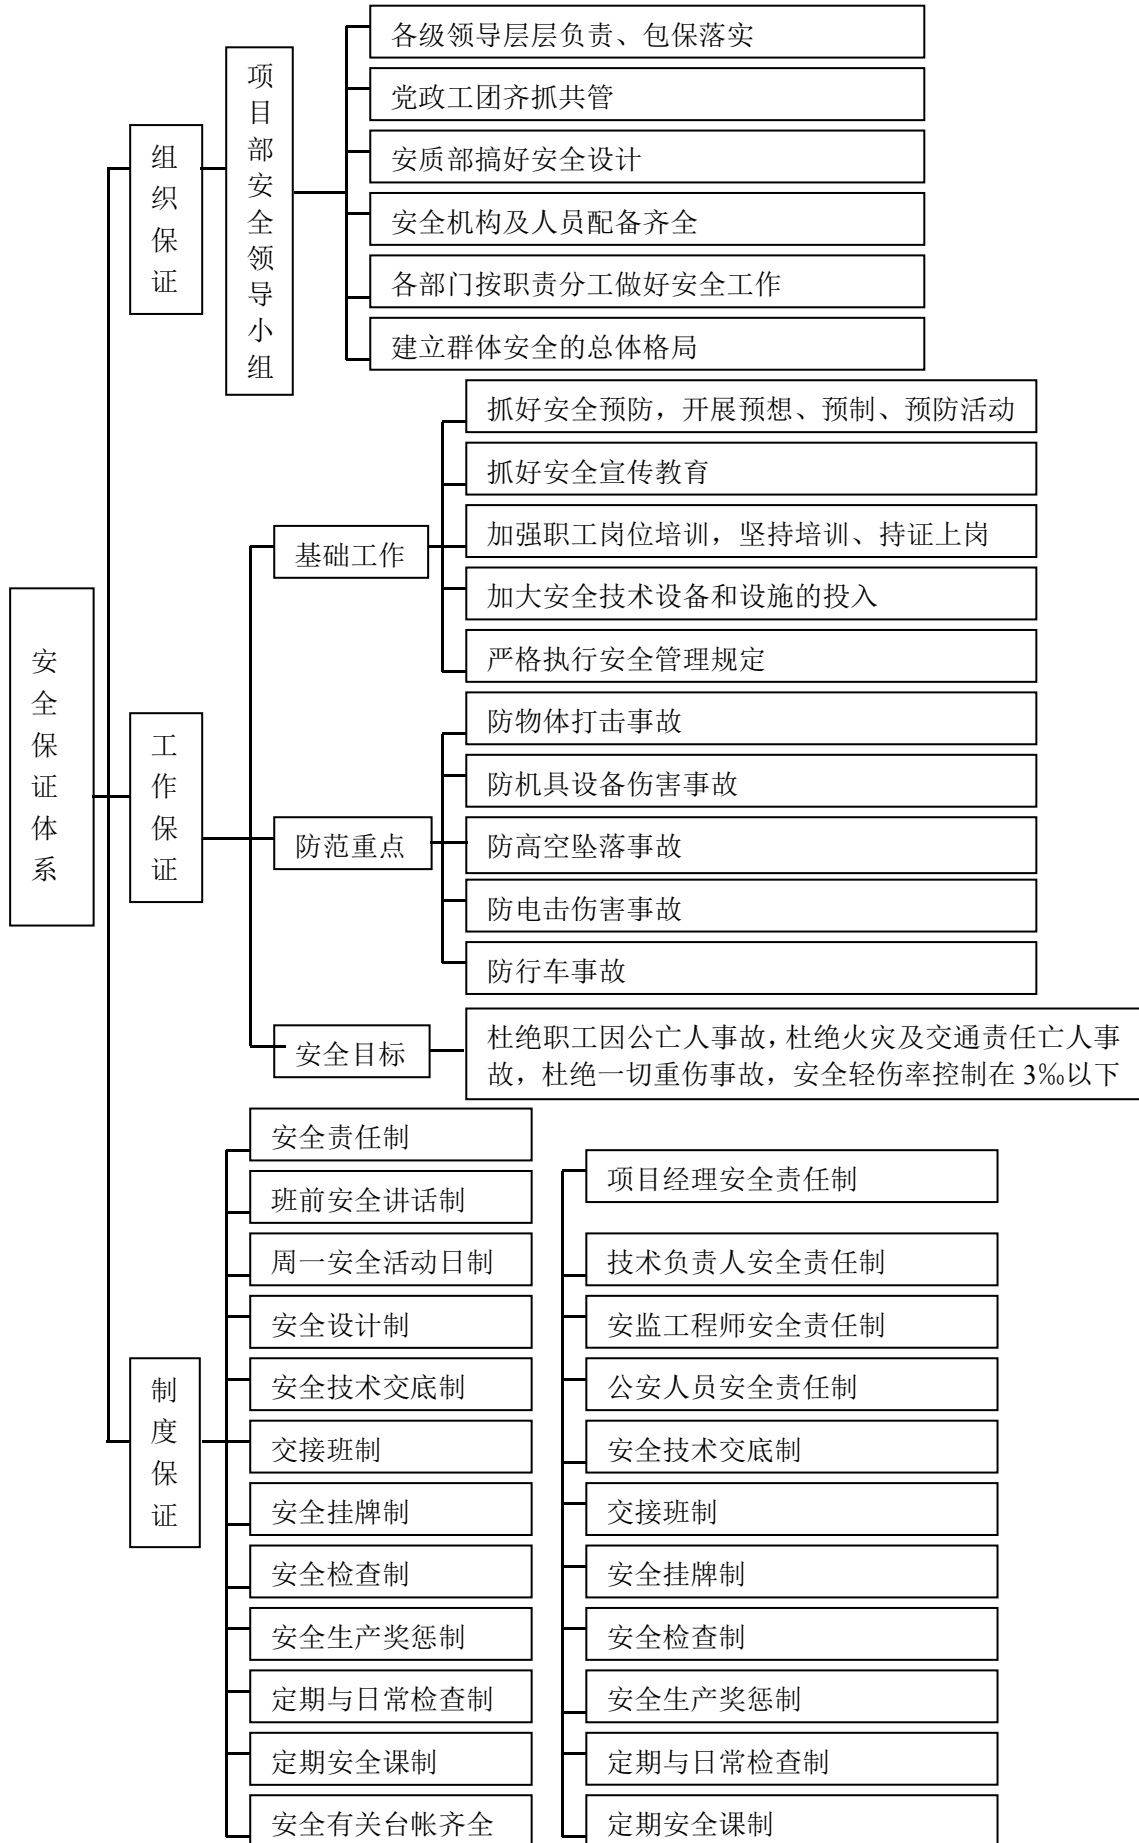 安全保证体系
组织保证
项目部安全领导小组
各级领导层层负责、包保落实
党政工团齐抓共管
安质部搞好安全设计
安全机构及人员配备齐全
各部门按职责分工做好安全工作
建立群体安全的总体格局
工作保证
基础工作
抓好安全预防，开展预想、预制、预防活动
抓好安全宣传教育
加强职工岗位培训，坚持培训、持证上岗
加大安全技术设备和设施的投入
严格执行安全管理规定
防范重点
防物体打击事故
防机具设备伤害事故
防高空坠落事故
防电击伤害事故
防行车事故
安全目标
杜绝职工因公亡人事故，杜绝火灾及交通责任亡人事
故，杜绝一切重伤事故，安全轻伤率控制在 3‰以下
制度保证
安全责任制
班前安全讲话制
周一安全活动日制
安全设计制
安全技术交底制
交接班制
安全挂牌制
安全检查制
安全生产奖惩制
定期与日常检查制
定期安全课制
安全有关台帐齐全
项目经理安全责任制
技术负责人安全责任制
安监工程师安全责任制
公安人员安全责任制
安全技术交底制
交接班制
安全挂牌制
安全检查制
安全生产奖惩制
定期与日常检查制
定期安全课制